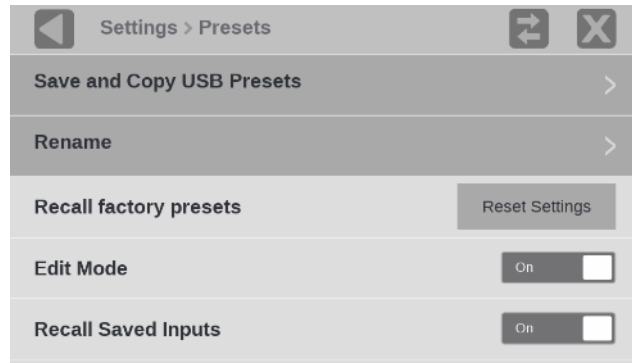 Settings > Presets
Save and Copy USB Presets
Rename
Recall factory presets Reset Settings
Edit Mode On
Recall Saved Inputs On